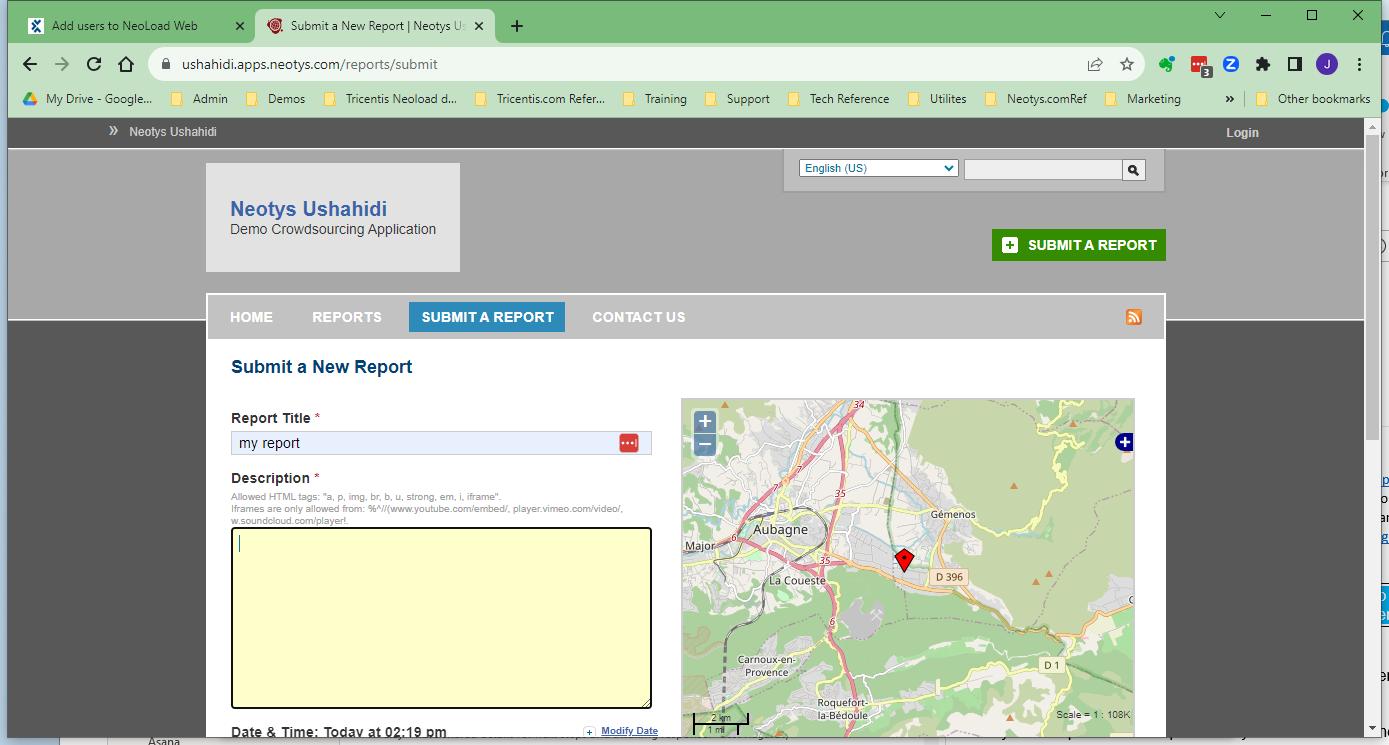 Add users to NeoLoad Web
Submit a New Report | Neotys Us
ushahidi.apps.neotys.com/reports/submit
3
J
My Drive - Google...
Admin
Demos
Tricentis Neoload d...
Tricentis.com Refer...
Training
Support
Tech Reference
Utilites
Neotys.comRef
Marketing
»
Other bookmarks
» Neotys Ushahidi
Login
English (US)
Neotys Ushahidi
Demo Crowdsourcing Application
SUBMIT A REPORT
HOME
REPORTS
SUBMIT A REPORT
CONTACT US
Submit a New Report
Report Title *
my report
Description *
Allowed HTML tags: "a, p, img, br, b, u, strong, em, i, iframe".
Iframes are only allowed from: %^//(www.youtube.com/embed/, player.vimeo.com/video/,
w.soundcloud.com/player!.
34
7
35
Gémenos
7
Aubagne
Major
6
35
D 396
La Coueste
6
Carnoux-en-
Provence
D 1
Roquefort-
la-Bédoule
2 km
1 mi
Scale = 1 : 108K
Date & Time: Today at 02:19 pm
Modify Date
Asana